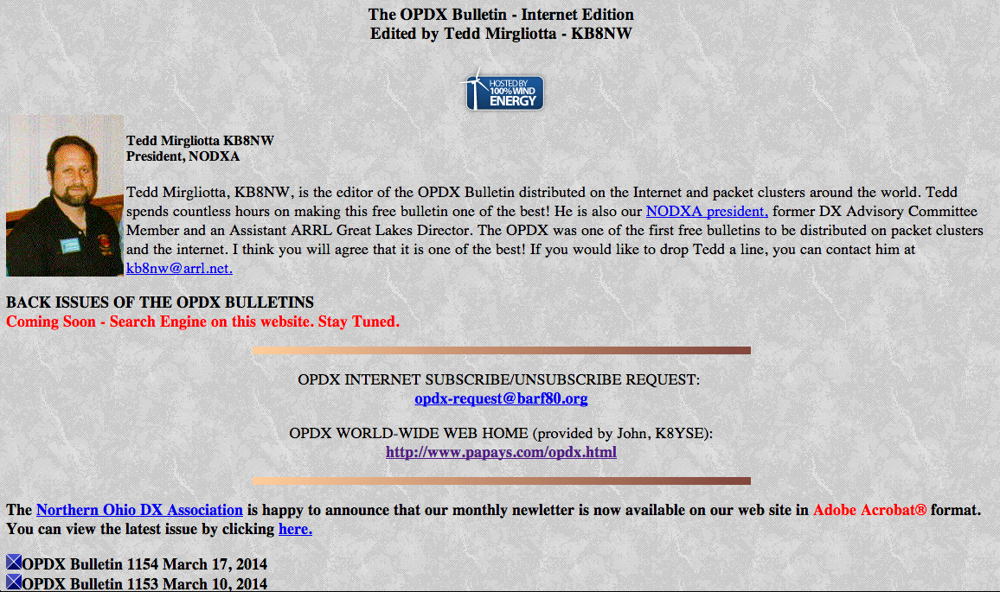 The OPDX Bulletin - Internet Edition
Edited by Tedd Mirgliotta - KB8NW
HOSTED BY
100% WIND
ENERGY
Tedd Mirgliotta KB8NW
President, NODXA
Tedd Mirgliotta, KB8NW, is the editor of the OPDX Bulletin distributed on the Internet and packet clusters around the world. Tedd
spends countless hours on making this free bulletin one of the best! He is also our NODXA president, former DX Advisory Committee
Member and an Assistant ARRL Great Lakes Director. The OPDX was one of the first free bulletins to be distributed on packet clusters
and the internet. I think you will agree that it is one of the best! If you would like to drop Tedd a line, you can contact him at
kb8nw@arrl.net.
BACK ISSUES OF THE OPDX BULLETINS
Coming Soon - Search Engine on this website. Stay Tuned.
OPDX INTERNET SUBSCRIBE/UNSUBSCRIBE REQUEST:
opdx-request@barf80.org
OPDX WORLD-WIDE WEB HOME (provided by John, K8YSE):
http://www.papays.com/opdx.html
The Northern Ohio DX Association is happy to announce that our monthly newletter is now available on our web site in Adobe Acrobat® format.
You can view the latest issue by clicking here.
OPDX Bulletin 1154 March 17, 2014
OPDX Bulletin 1153 March 10, 2014